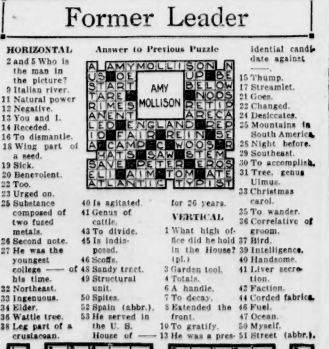 Former Leader
HORIZONTAL
2 and 5 Who is
the man in
the picture?
9 Italian river.
11 Natural power
12 Negative.
13 You and I.
14 Receded.
16 To dismantle.
18 Wing part of
a seed.
19 Sick.
20 Benevolent.
22 Too.
23 Urged on.
25 Substance
composed of
two fused
metals.
26 Second note.
27 He was the
youngest
college — of
his time.
32 Northeast.
33 Ingenuous.
34 Elder.
36 Wattle tree.
38 Leg part of a
crustacean.
Answer to Previous Puzzle
AMY
MOLLISON
40 Is agitated.
41 Genus of
cattle.
43 To divide.
45 Is indis-
posed.
46 Scoffs.
48 Sandy tract.
49 Structural
unit.
50 Spites.
52 Spain (abbr.).
53 He served in
the U. S.
House of —
for 26 years.
VERTICAL
1 What high of-
fice did he hold
in the House?
(pl.)
3 Garden tool.
4 Totals.
6 A handle.
7 To decay.
8 Extended the
front.
10 To gratify.
13 He was a pres-
idential candi-
date against
—.
15 Thump.
17 Streamlet.
21 Goes.
22 Changed.
24 Desiccates.
25 Mountains in
South America.
28 Night before.
29 Southeast.
30 To accomplish.
31 Tree, genus
Ulmus.
33 Christmas
carol.
35 To wander.
36 Correlative of
groom.
37 Bird.
39 Intelligence.
40 Handsome.
41 Liver secre-
tion.
42 Faction.
44 Corded fabrics.
46 Fuel.
47 Ocean.
50 Myself.
51 Street (abbr.).